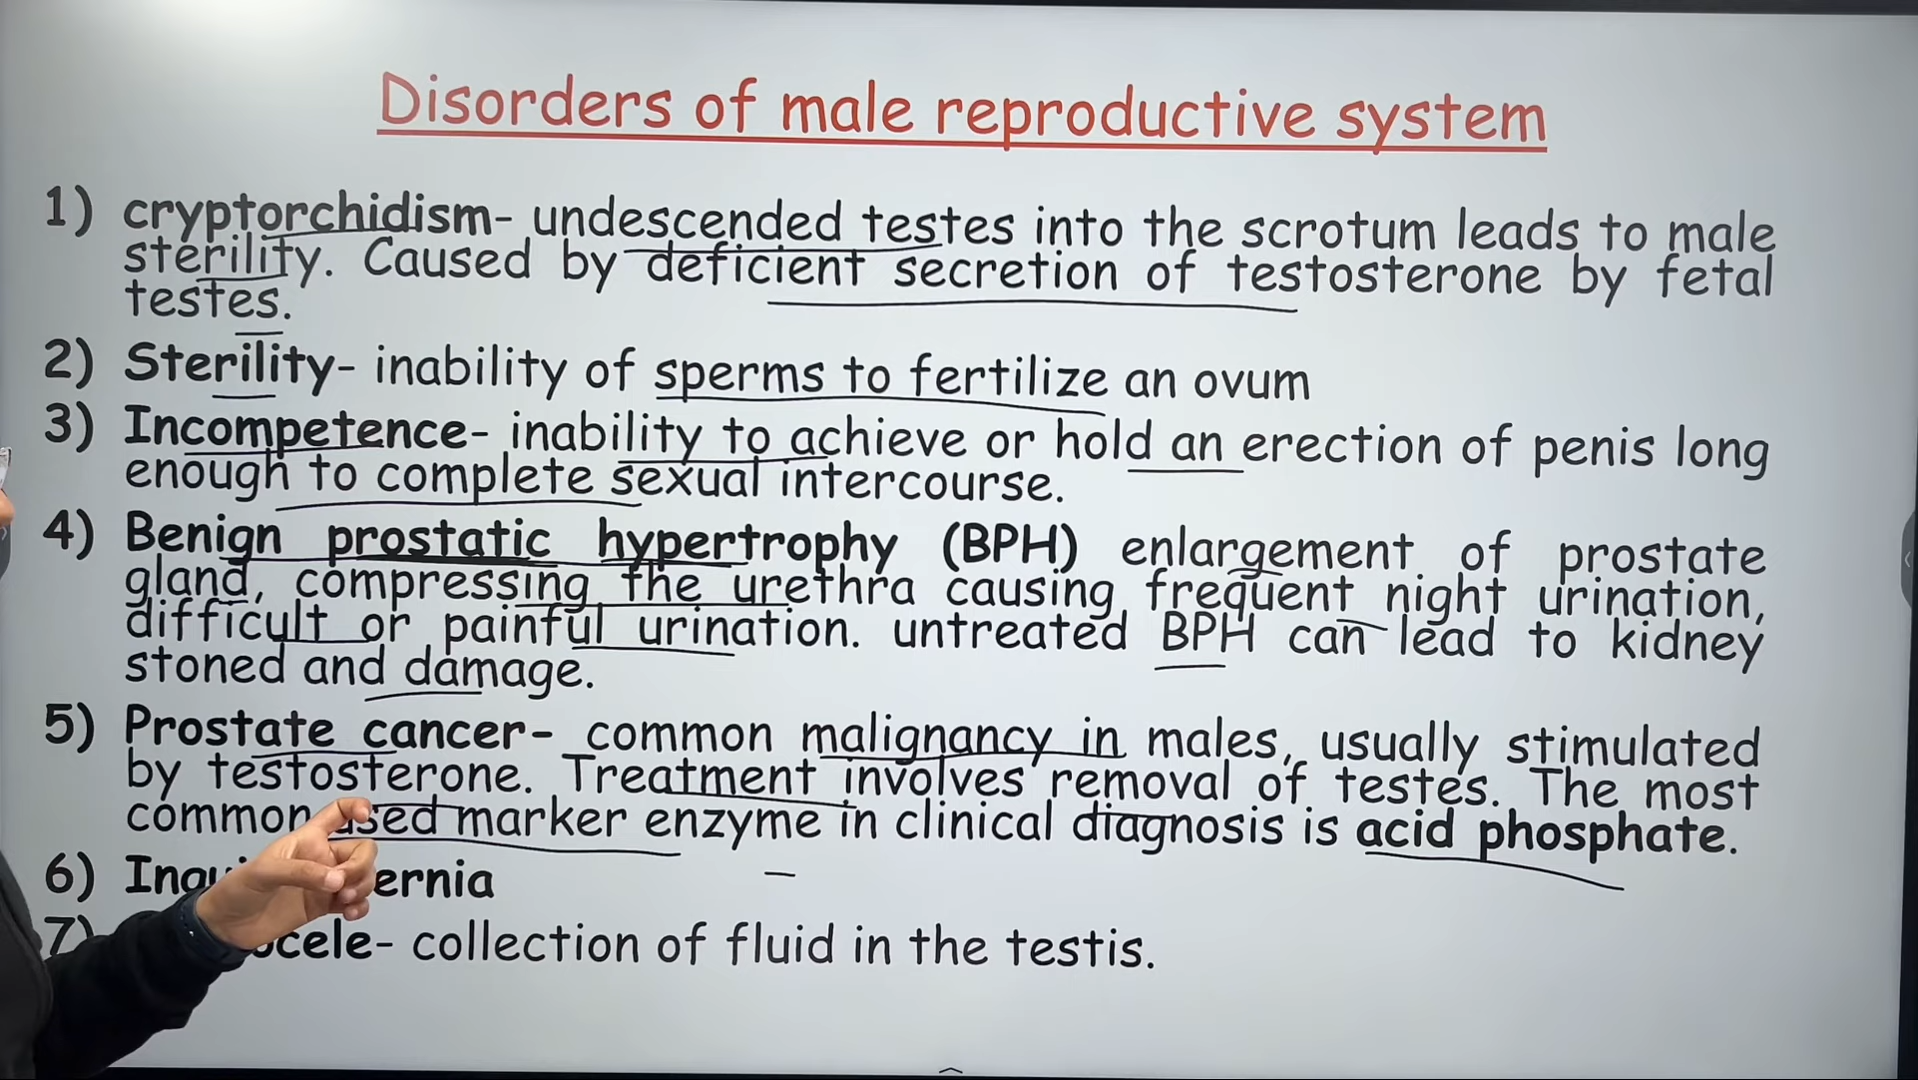 Disorders of male reproductive system
1) cryptorchidism- undescended testes into the scrotum leads to male
sterility. Caused by deficient secretion of testosterone by fetal
testes.
2) Sterility- inability of sperms to fertilize an ovum
3) Incompetence- inability to achieve or hold an erection of penis long
enough to complete sexual intercourse.
4) Benign prostatic hypertrophy (BPH) enlargement of prostate
gland, compressing the urethra causing frequent night urination,
difficult or painful urination. untreated BPH can lead to kidney
stoned and damage.
5) Prostate cancer- common malignancy in males, usually stimulated
by testosterone. Treatment involves removal of testes. The most
common used marker enzyme in clinical diagnosis is acid phosphate.
6)
7) collection of fluid in the testis.